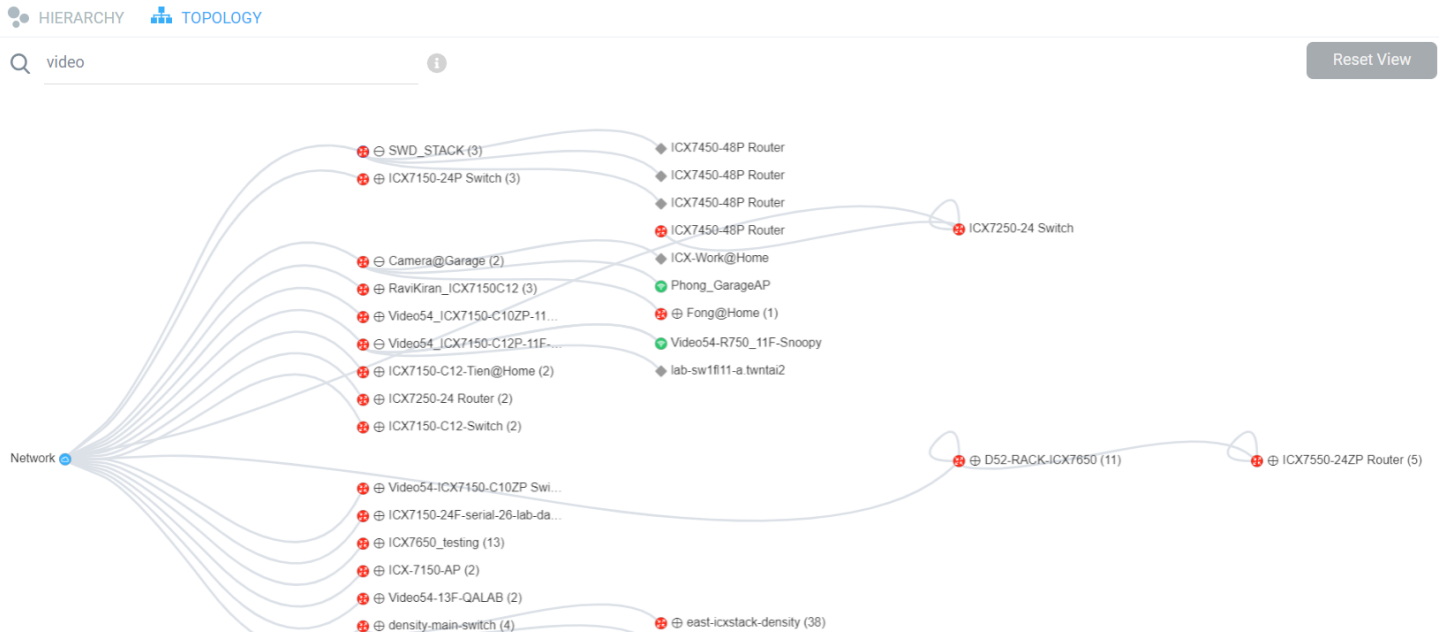 HIERARCHY TOPOLOGY
video
Reset View
SWD_STACK (3)
ICX7150-24P Switch (3)
Camera@Garage (2)
RaviKiran_ICX7150C12 (3)
Video54_ICX7150-C10ZP-11...
Video54_ICX7150-C12P-11F-...
ICX7150-C12-Tien@Home (2)
ICX7250-24 Router (2)
ICX7150-C12-Switch (2)
Network
Video54-ICX7150-C10ZP Swi...
ICX7150-24F-serial-26-lab-da...
ICX7650_testing (13)
ICX-7150-AP (2)
Video54-13F-QALAB (2)
density-main-switch (4)
ICX7450-48P Router
ICX7450-48P Router
ICX7450-48P Router
ICX7450-48P Router
ICX-Work@Home
Phong_GarageAP
Fong@Home (1)
Video54-R750_11F-Snoopy
lab-sw1fl11-a.twntai2
east-icxstack-density (38)
ICX7250-24 Switch
D52-RACK-ICX7650 (11)
ICX7550-24ZP Router (5)